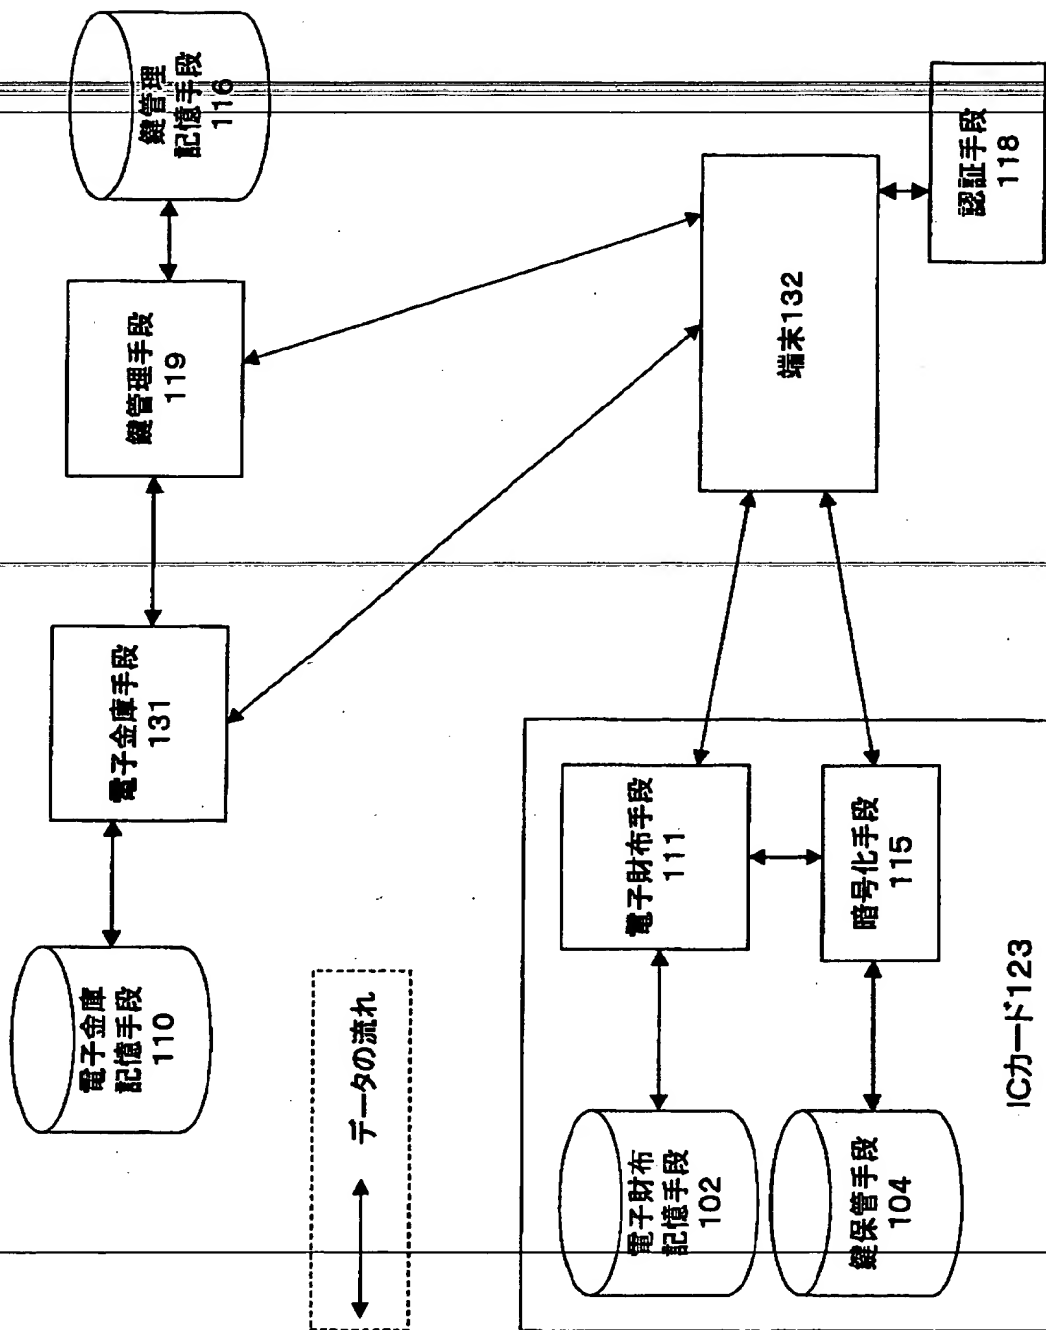 電子金庫
記憶手段
110
電子金庫手段
131
鍵管理手段
119
鍵管理
記憶手段
116
データの流れ
電子財布
記憶手段
102
電子財布手段
111
端末132
鍵保管手段
104
暗号化手段
115
認証手段
118
ICカード123